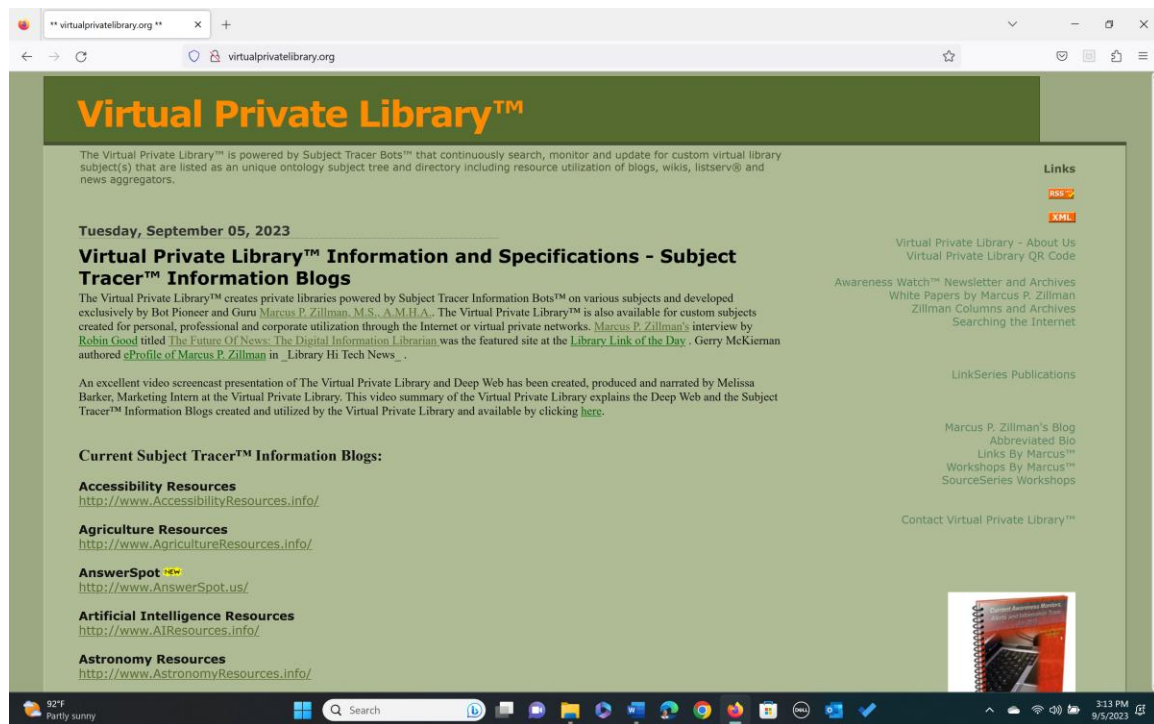 ** virtualprivatelibrary.org **
virtualprivatelibrary.org
Virtual Private Library™
The Virtual Private Library™ is powered by Subject Tracer Bots™ that continuously search, monitor and update for custom virtual library
subject(s) that are listed as an unique ontology subject tree and directory including resource utilization of blogs, wikis, listserv® and
news aggregators.
Tuesday, September 05, 2023
Virtual Private Library™ Information and Specifications - Subject
Tracer™ Information Blogs
The Virtual Private Library™ creates private libraries powered by Subject Tracer Information Bots™ on various subjects and developed
exclusively by Bot Pioneer and Guru Marcus P. Zillman, M.S., A.M.H.A.. The Virtual Private Library™ is also available for custom subjects
created for personal, professional and corporate utilization through the Internet or virtual private networks. Marcus P. Zillman's interview by
Robin Good titled The Future Of News: The Digital Information Librarian was the featured site at the Library Link of the Day . Gerry McKiernan
authored eProfile of Marcus P. Zillman in _Library Hi Tech News_ .
An excellent video screencast presentation of The Virtual Private Library and Deep Web has been created, produced and narrated by Melissa
Barker, Marketing Intern at the Virtual Private Library. This video summary of the Virtual Private Library explains the Deep Web and the Subject
Tracer™ Information Blogs created and utilized by the Virtual Private Library and available by clicking here.
Current Subject Tracer™ Information Blogs:
Accessibility Resources
http://www.AccessibilityResources.info/
Agriculture Resources
http://www.AgricultureResources.info/
AnswerSpot NEW
http://www.AnswerSpot.us/
Artificial Intelligence Resources
http://www.AIResources.info/
Astronomy Resources
http://www.AstronomyResources.info/
Links
RSS
XML
Virtual Private Library - About Us
Virtual Private Library QR Code
Awareness Watch™ Newsletter and Archives
White Papers by Marcus P. Zillman
Zillman Columns and Archives
Searching the Internet
LinkSeries Publications
Marcus P. Zillman's Blog
Abbreviated Bio
Links By Marcus™
Workshops By Marcus™
SourceSeries Workshops
Contact Virtual Private Library™
Current Awareness Monitors,
92°F
Partly sunny
Search
DELL
3:13 PM
9/5/2023